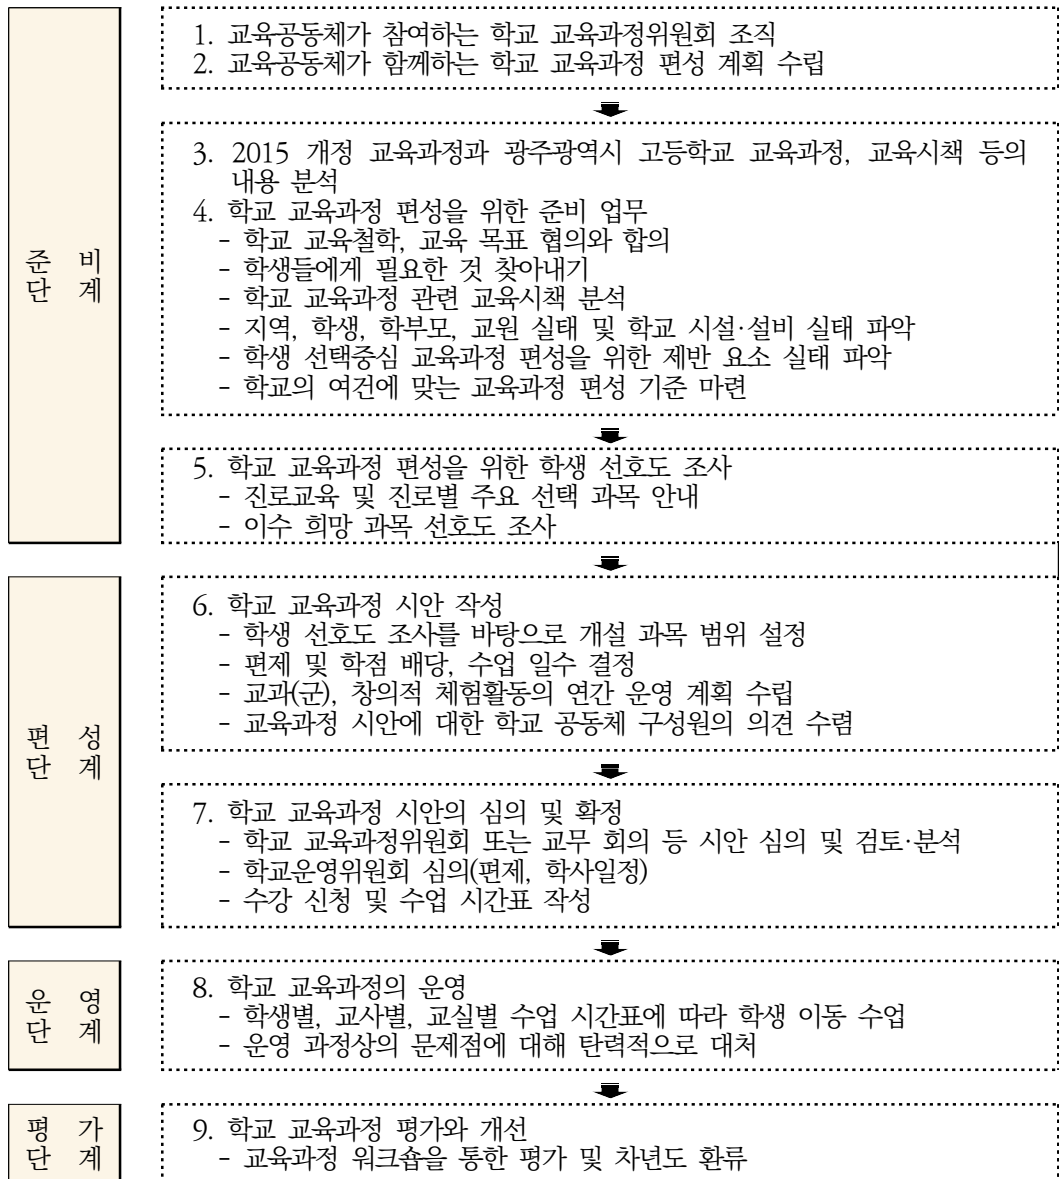 준 비
단 계
1. 교육공동체가 참여하는 학교 교육과정위원회 조직
2. 교육공동체가 함께하는 학교 교육과정 편성 계획 수립
3. 2015 개정 교육과정과 광주광역시 고등학교 교육과정, 교육시책 등의
내용 분석
4. 학교 교육과정 편성을 위한 준비 업무
- 학교 교육철학, 교육 목표 협의와 합의
- 학생들에게 필요한 것 찾아내기
- 학교 교육과정 관련 교육시책 분석
- 지역, 학생, 학부모, 교원 실태 및 학교 시설·설비 실태 파악
- 학생 선택중심 교육과정 편성을 위한 제반 요소 실태 파악
- 학교의 여건에 맞는 교육과정 편성 기준 마련
5. 학교 교육과정 편성을 위한 학생 선호도 조사
- 진로교육 및 진로별 주요 선택 과목 안내
- 이수 희망 과목 선호도 조사
편 성
단 계
6. 학교 교육과정 시안 작성
- 학생 선호도 조사를 바탕으로 개설 과목 범위 설정
- 편제 및 학점 배당, 수업 일수 결정
- 교과(군), 창의적 체험활동의 연간 운영 계획 수립
- 교육과정 시안에 대한 학교 공동체 구성원의 의견 수렴
7. 학교 교육과정 시안의 심의 및 확정
- 학교 교육과정위원회 또는 교무 회의 등 시안 심의 및 검토·분석
- 학교운영위원회 심의(편제, 학사일정)
- 수강 신청 및 수업 시간표 작성
운 영
단 계
8. 학교 교육과정의 운영
- 학생별, 교사별, 교실별 수업 시간표에 따라 학생 이동 수업
- 운영 과정상의 문제점에 대해 탄력적으로 대처
평 가
단 계
9. 학교 교육과정 평가와 개선
- 교육과정 워크숍을 통한 평가 및 차년도 환류